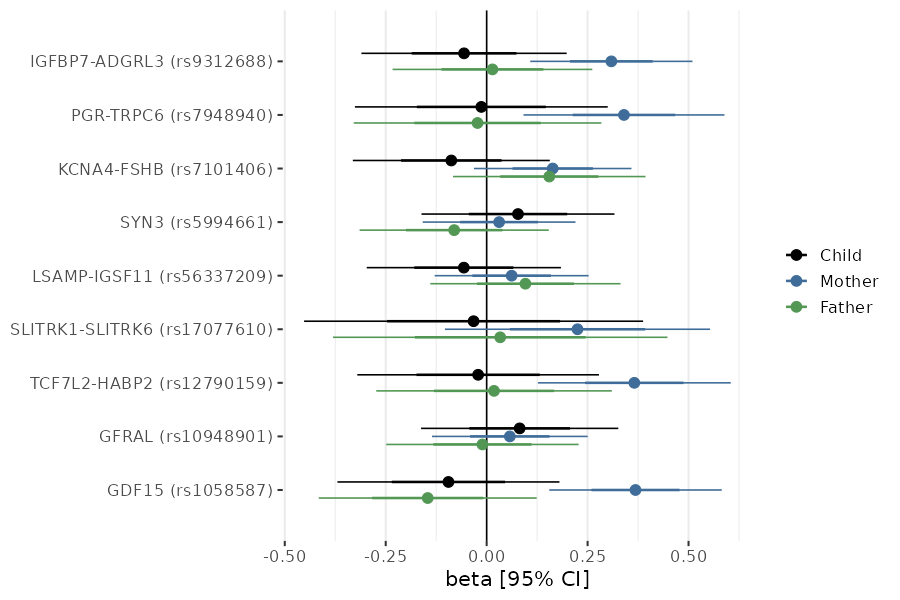 IGFBP7-ADGRL3 (rs9312688)
PGR-TRPC6 (rs7948940)
KCNA4-FSHB (rs7101406)
SYN3 (rs5994661)
LSAMP-IGSF11 (rs56337209)
SLITRK1-SLITRK6 (rs17077610)
TCF7L2-HABP2 (rs12790159)
GFRAL (rs10948901)
GDF15 (rs1058587)
-0.50 -0.25 0.00 0.25 0.50
beta [95% CI]
Child
Mother
Father